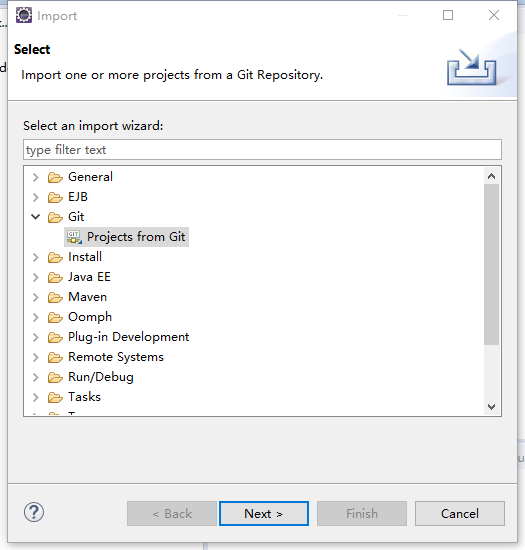 Import
Select
Import one or more projects from a Git Repository.
Select an import wizard:
type filter text
General
EJB
Git
Projects from Git
Install
Java EE
Maven
Oomph
Plug-in Development
Remote Systems
Run/Debug
Tasks
< Back
Next >
Finish
Cancel